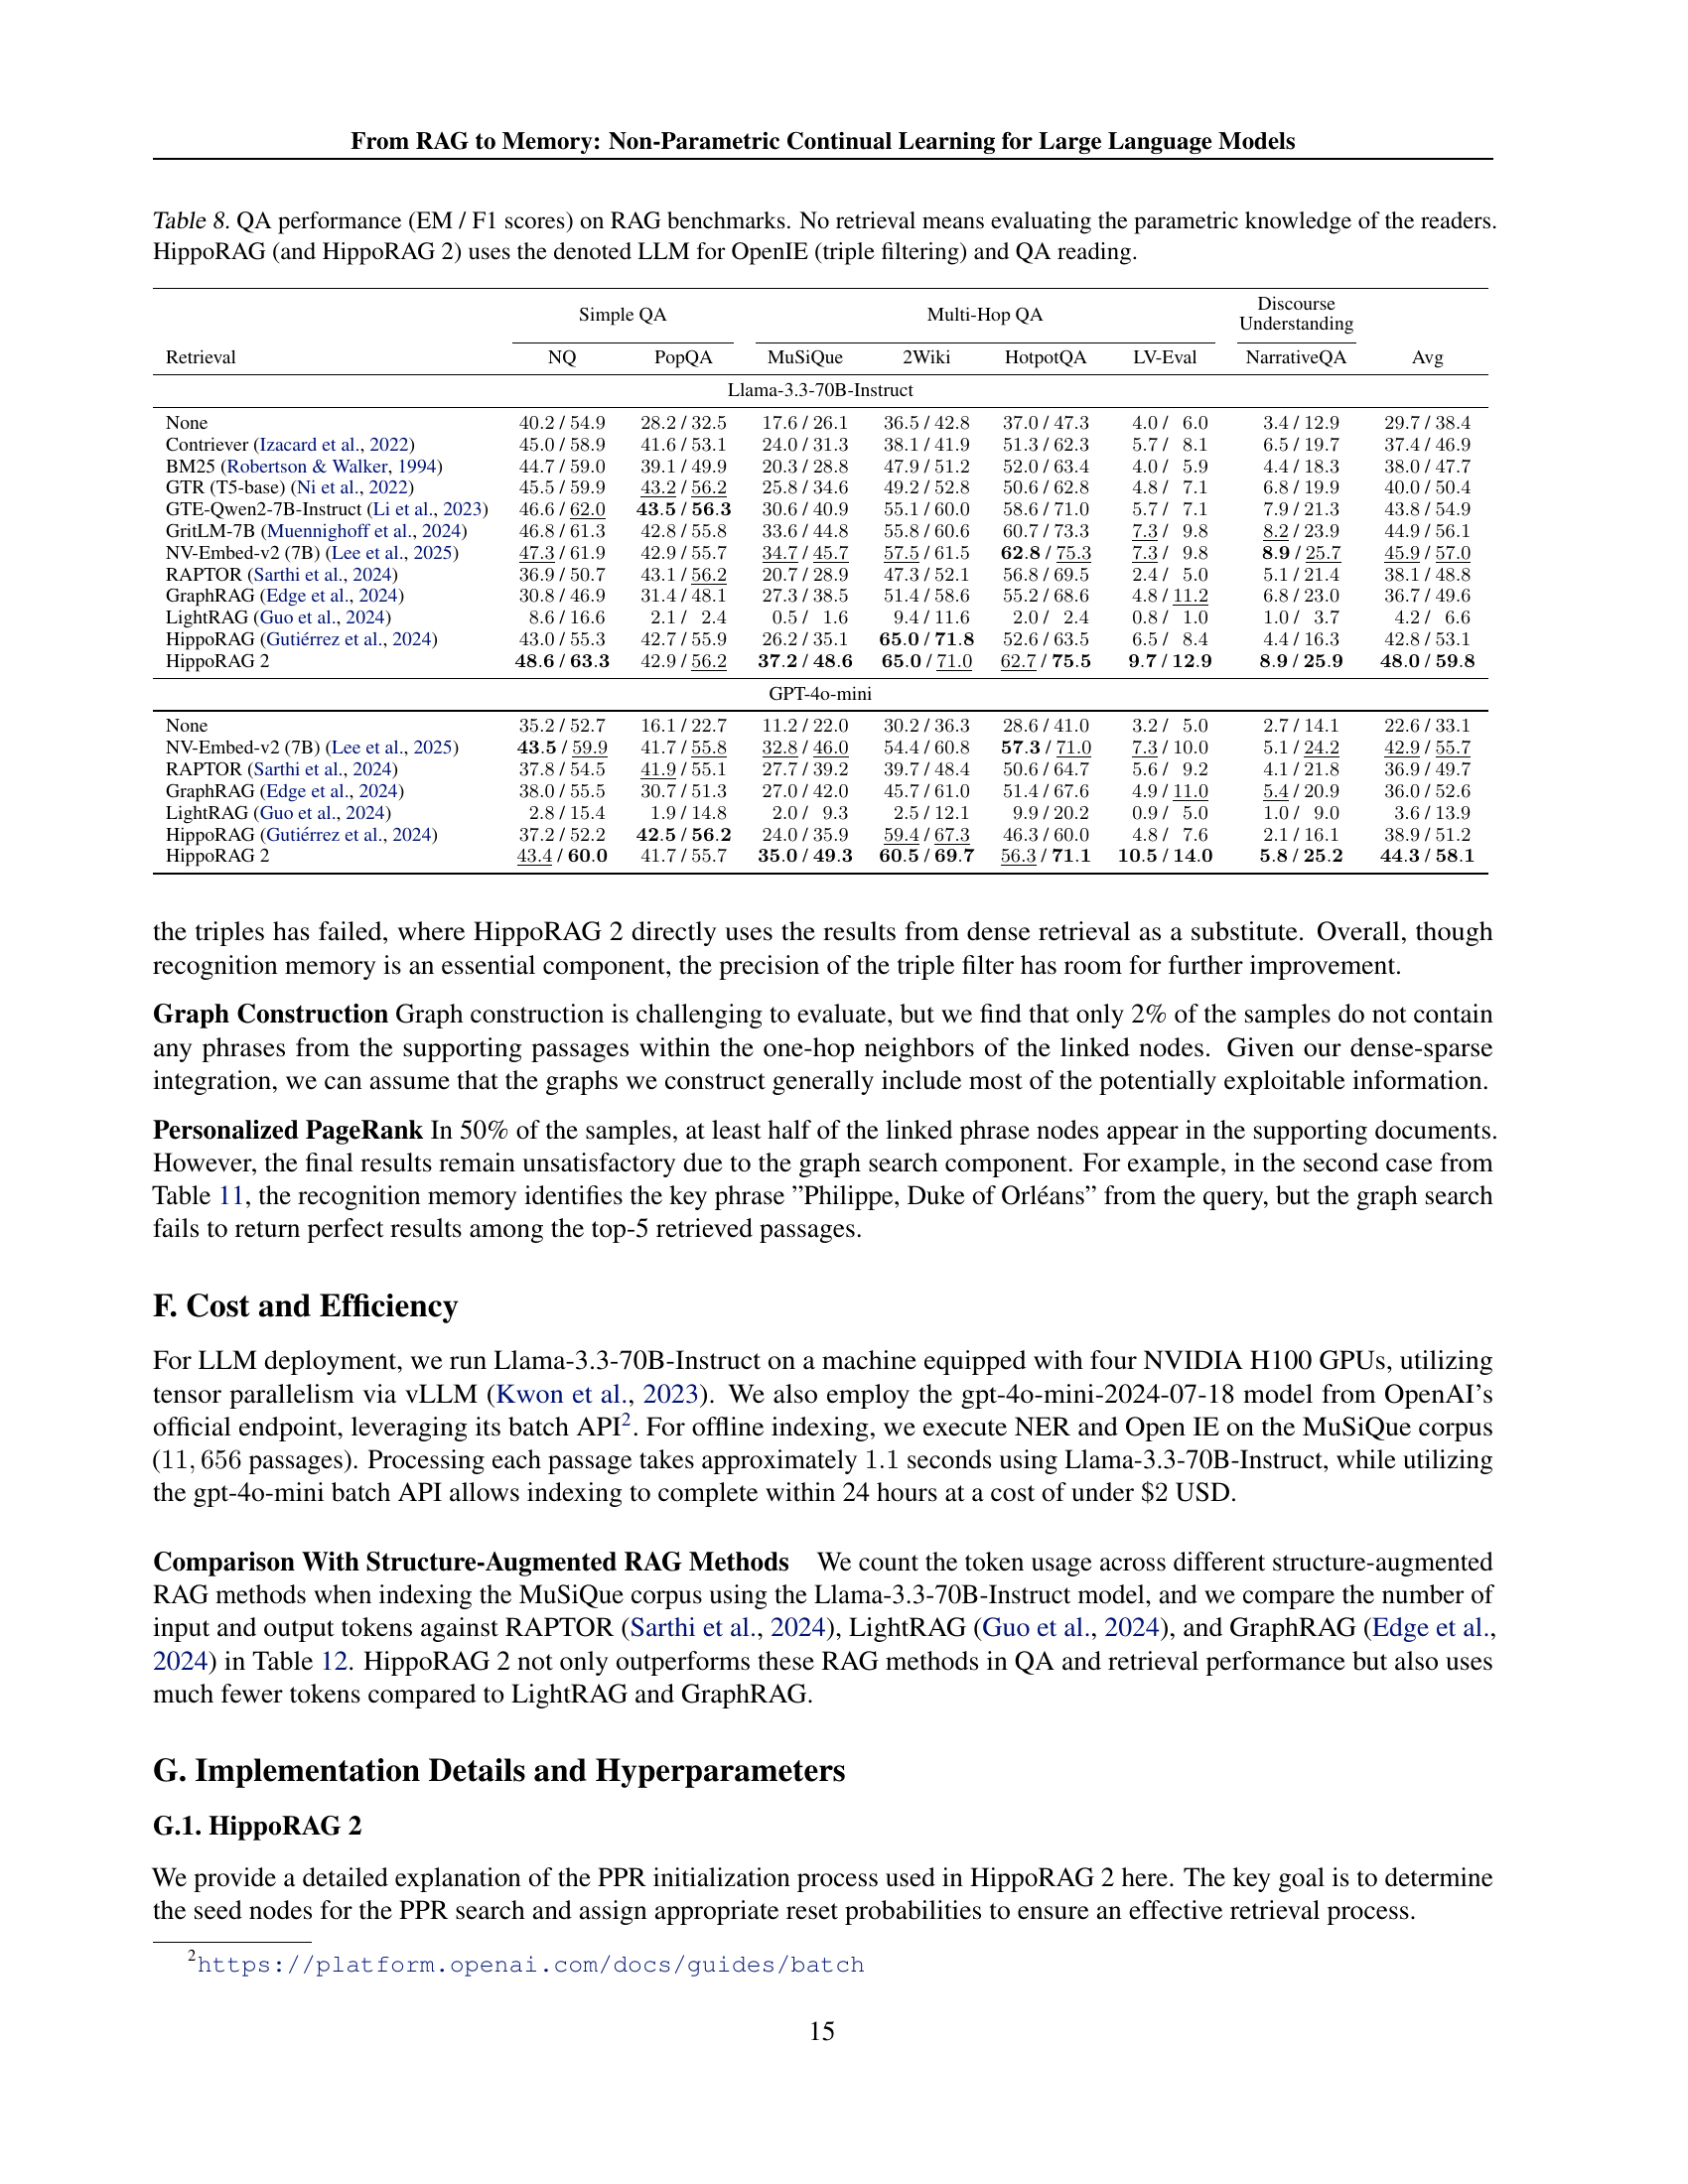 From RAG to Memory: Non-Parametric Continual Learning for Large Language Models
Table 8. QA performance (EM / F1 scores) on RAG benchmarks. No retrieval means evaluating the parametric knowledge of the readers.
HippoRAG (and HippoRAG 2) uses the denoted LLM for OpenIE (triple filtering) and QA reading.
Simple QA Multi-Hop QA Discourse
Understanding
Retrieval NQ PopQA MuSiQue 2Wiki HotpotQA LV-Eval NarrativeQA Avg
Llama-3.3-70B-Instruct
None 40.2 / 54.9 28.2 / 32.5 17.6 / 26.1 36.5 / 42.8 37.0 / 47.3 4.0 / 6.0 3.4 / 12.9 29.7 / 38.4
Contriever (Izacard et al., 2022) 45.0 / 58.9 41.6 / 53.1 24.0 / 31.3 38.1 / 41.9 51.3 / 62.3 5.7 / 8.1 6.5 / 19.7 37.4 / 46.9
BM25 (Robertson & Walker, 1994) 44.7 / 59.0 39.1 / 49.9 20.3 / 28.8 47.9 / 51.2 52.0 / 63.4 4.0 / 5.9 4.4 / 18.3 38.0 / 47.7
GTR (T5-base) (Ni et al., 2022) 45.5 / 59.9 43.2 / 56.2 25.8 / 34.6 49.2 / 52.8 50.6 / 62.8 4.8 / 7.1 6.8 / 19.9 40.0 / 50.4
GTE-Qwen2-7B-Instruct (Li et al., 2023) 46.6 / 62.0 43.5 / 56.3 30.6 / 40.9 55.1 / 60.0 58.6 / 71.0 5.7 / 7.1 7.9 / 21.3 43.8 / 54.9
GritLM-7B (Muennighoff et al., 2024) 46.8 / 61.3 42.8 / 55.8 33.6 / 44.8 55.8 / 60.6 60.7 / 73.3 7.3 / 9.8 8.2 / 23.9 44.9 / 56.1
NV-Embed-v2 (7B) (Lee et al., 2025) 47.3 / 61.9 42.9 / 55.7 34.7 / 45.7 57.5 / 61.5 62.8 / 75.3 7.3 / 9.8 8.9 / 25.7 45.9 / 57.0
RAPTOR (Sarthi et al., 2024) 36.9 / 50.7 43.1 / 56.2 20.7 / 28.9 47.3 / 52.1 56.8 / 69.5 2.4 / 5.0 5.1 / 21.4 38.1 / 48.8
GraphRAG (Edge et al., 2024) 30.8 / 46.9 31.4 / 48.1 27.3 / 38.5 51.4 / 58.6 55.2 / 68.6 4.8 / 11.2 6.8 / 23.0 36.7 / 49.6
LightRAG (Guo et al., 2024) 8.6 / 16.6 2.1 / 2.4 0.5 / 1.6 9.4 / 11.6 2.0 / 2.4 0.8 / 1.0 1.0 / 3.7 4.2 / 6.6
HippoRAG (Gutiérrez et al., 2024) 43.0 / 55.3 42.7 / 55.9 26.2 / 35.1 65.0 / 71.8 52.6 / 63.5 6.5 / 8.4 4.4 / 16.3 42.8 / 53.1
HippoRAG 2 48.6 / 63.3 42.9 / 56.2 37.2 / 48.6 65.0 / 71.0 62.7 / 75.5 9.7 / 12.9 8.9 / 25.9 48.0 / 59.8
GPT-4o-mini
None 35.2 / 52.7 16.1 / 22.7 11.2 / 22.0 30.2 / 36.3 28.6 / 41.0 3.2 / 5.0 2.7 / 14.1 22.6 / 33.1
NV-Embed-v2 (7B) (Lee et al., 2025) 43.5 / 59.9 41.7 / 55.8 32.8 / 46.0 54.4 / 60.8 57.3 / 71.0 7.3 / 10.0 5.1 / 24.2 42.9 / 55.7
RAPTOR (Sarthi et al., 2024) 37.8 / 54.5 41.9 / 55.1 27.7 / 39.2 39.7 / 48.4 50.6 / 64.7 5.6 / 9.2 4.1 / 21.8 36.9 / 49.7
GraphRAG (Edge et al., 2024) 38.0 / 55.5 30.7 / 51.3 27.0 / 42.0 45.7 / 61.0 51.4 / 67.6 4.9 / 11.0 5.4 / 20.9 36.0 / 52.6
LightRAG (Guo et al., 2024) 2.8 / 15.4 1.9 / 14.8 2.0 / 9.3 2.5 / 12.1 9.9 / 20.2 0.9 / 5.0 1.0 / 9.0 3.6 / 13.9
HippoRAG (Gutiérrez et al., 2024) 37.2 / 52.2 42.5 / 56.2 24.0 / 35.9 59.4 / 67.3 46.3 / 60.0 4.8 / 7.6 2.1 / 16.1 38.9 / 51.2
HippoRAG 2 43.4 / 60.0 41.7 / 55.7 35.0 / 49.3 60.5 / 69.7 56.3 / 71.1 10.5 / 14.0 5.8 / 25.2 44.3 / 58.1
the triples has failed, where HippoRAG 2 directly uses the results from dense retrieval as a substitute. Overall, though
recognition memory is an essential component, the precision of the triple filter has room for further improvement.
Graph Construction Graph construction is challenging to evaluate, but we find that only 2% of the samples do not contain
any phrases from the supporting passages within the one-hop neighbors of the linked nodes. Given our dense-sparse
integration, we can assume that the graphs we construct generally include most of the potentially exploitable information.
Personalized PageRank In 50% of the samples, at least half of the linked phrase nodes appear in the supporting documents.
However, the final results remain unsatisfactory due to the graph search component. For example, in the second case from
Table 11, the recognition memory identifies the key phrase ”Philippe, Duke of Orléans” from the query, but the graph search
fails to return perfect results among the top-5 retrieved passages.
F. Cost and Efficiency
For LLM deployment, we run Llama-3.3-70B-Instruct on a machine equipped with four NVIDIA H100 GPUs, utilizing
tensor parallelism via vLLM (Kwon et al., 2023). We also employ the gpt-4o-mini-2024-07-18 model from OpenAI’s
official endpoint, leveraging its batch API2. For offline indexing, we execute NER and Open IE on the MuSiQue corpus
(11, 656 passages). Processing each passage takes approximately 1.1 seconds using Llama-3.3-70B-Instruct, while utilizing
the gpt-4o-mini batch API allows indexing to complete within 24 hours at a cost of under $2 USD.
Comparison With Structure-Augmented RAG Methods We count the token usage across different structure-augmented
RAG methods when indexing the MuSiQue corpus using the Llama-3.3-70B-Instruct model, and we compare the number of
input and output tokens against RAPTOR (Sarthi et al., 2024), LightRAG (Guo et al., 2024), and GraphRAG (Edge et al.,
2024) in Table 12. HippoRAG 2 not only outperforms these RAG methods in QA and retrieval performance but also uses
much fewer tokens compared to LightRAG and GraphRAG.
G. Implementation Details and Hyperparameters
G.1. HippoRAG 2
We provide a detailed explanation of the PPR initialization process used in HippoRAG 2 here. The key goal is to determine
the seed nodes for the PPR search and assign appropriate reset probabilities to ensure an effective retrieval process.
2https://platform.openai.com/docs/guides/batch
15